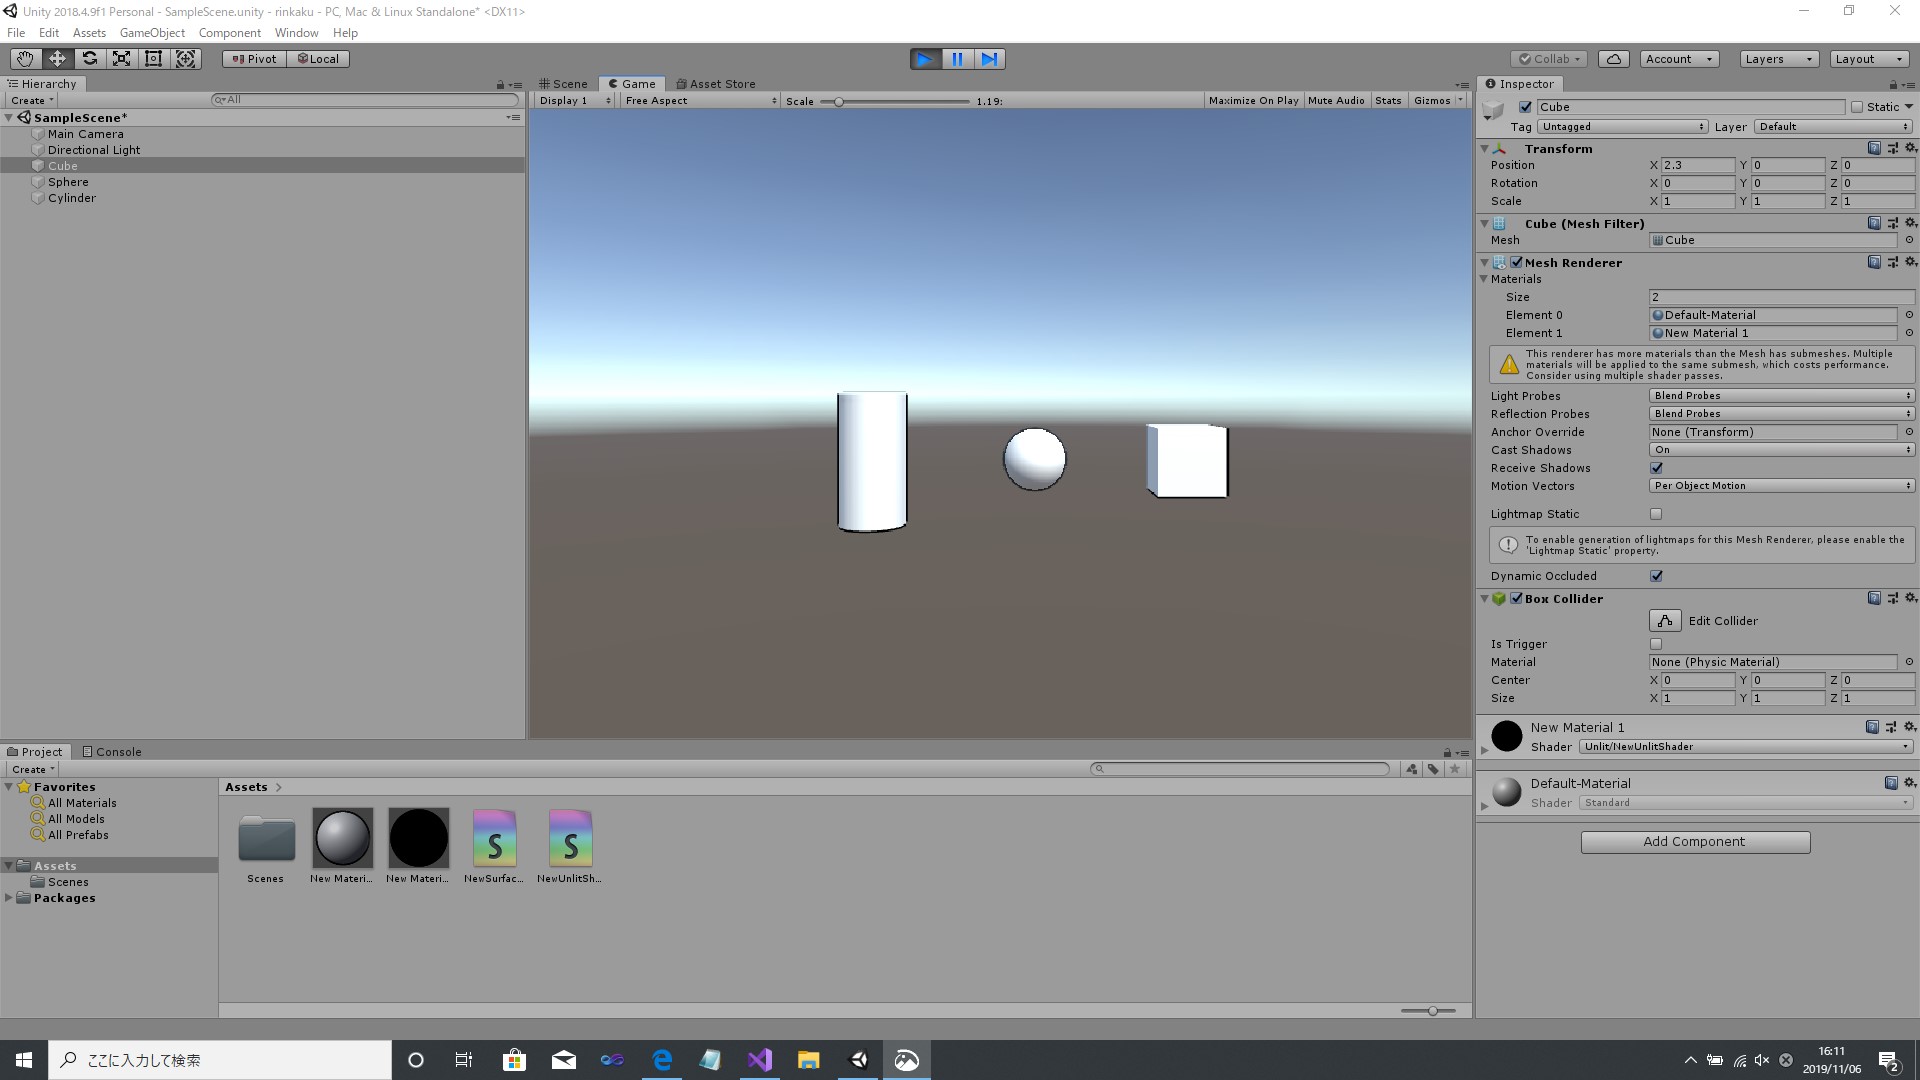 Unity 2018.4.9f1 Personal - SampleScene.unity - rinkaku - PC, Mac & Linux Standalone* <DX11>
File Edit Assets GameObject Component Window Help
Pivot Local Collab Account Layers Layout
Hierarchy
Create All
SampleScene*
Main Camera
Directional Light
Cube
Sphere
Cylinder
Scene Game Asset Store
Display 1 Free Aspect Scale 1.19: Maximize On Play Mute Audio Stats Gizmos
Inspector
Cube Static
Tag Untagged Layer Default
Transform
Position X 2.3 Y 0 Z 0
Rotation X 0 Y 0 Z 0
Scale X 1 Y 1 Z 1
Cube (Mesh Filter)
Mesh Cube
Mesh Renderer
Materials
Size 2
Element 0 Default-Material
Element 1 New Material 1
This renderer has more materials than the Mesh has submeshes. Multiple
materials will be applied to the same submesh, which costs performance.
Consider using multiple shader passes.
Light Probes Blend Probes
Reflection Probes Blend Probes
Anchor Override None (Transform)
Cast Shadows On
Receive Shadows
Motion Vectors Per Object Motion
Lightmap Static
To enable generation of lightmaps for this Mesh Renderer, please enable the
'Lightmap Static' property.
Dynamic Occluded
Box Collider
Edit Collider
Is Trigger
Material None (Physic Material)
Center X 0 Y 0 Z 0
Size X 1 Y 1 Z 1
New Material 1
Shader Unlit/NewUnlitShader
Default-Material
Shader Standard
Add Component
Project Console
Create
Favorites
All Materials
All Models
All Prefabs
Assets
Scenes
Packages
Assets
Scenes New Materi... New Materi... NewSurfac... NewUnlitSh...
ここに入力して検索
16:11
2019/11/06
2